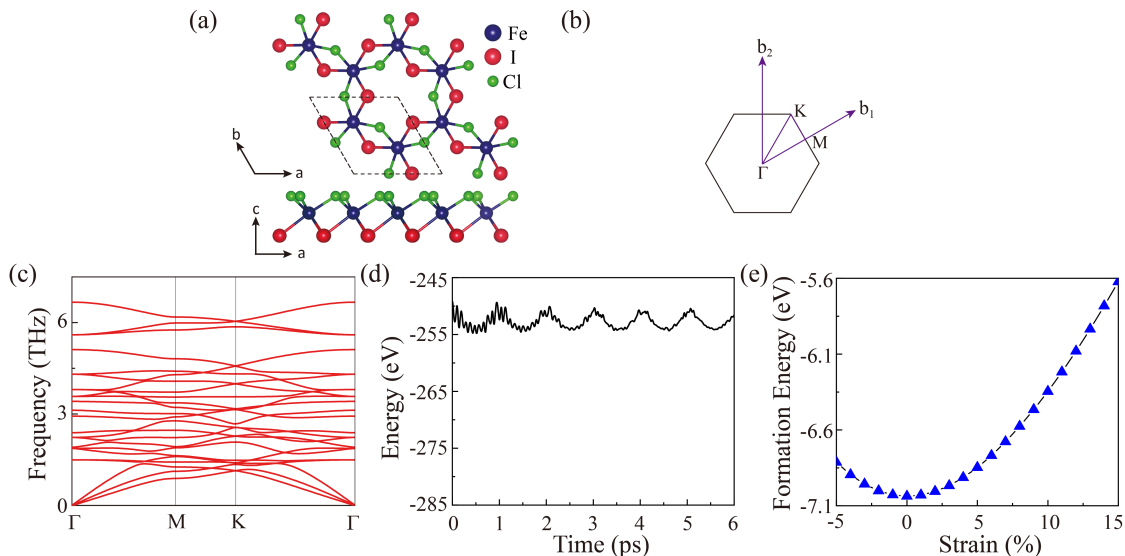 (a)
Fe
I
Cl
b
a
c
a
(b)
b2
K
b1
M
Γ
(c)
Frequency (THz)
6
3
0
Γ
M
K
Γ
(d)
Energy (eV)
-245
-255
-265
-275
-285
0
1
2
3
4
5
6
Time (ps)
(e)
Formation Energy (eV)
-5.6
-6.1
-6.6
-7.1
-5
0
5
10
15
Strain (%)